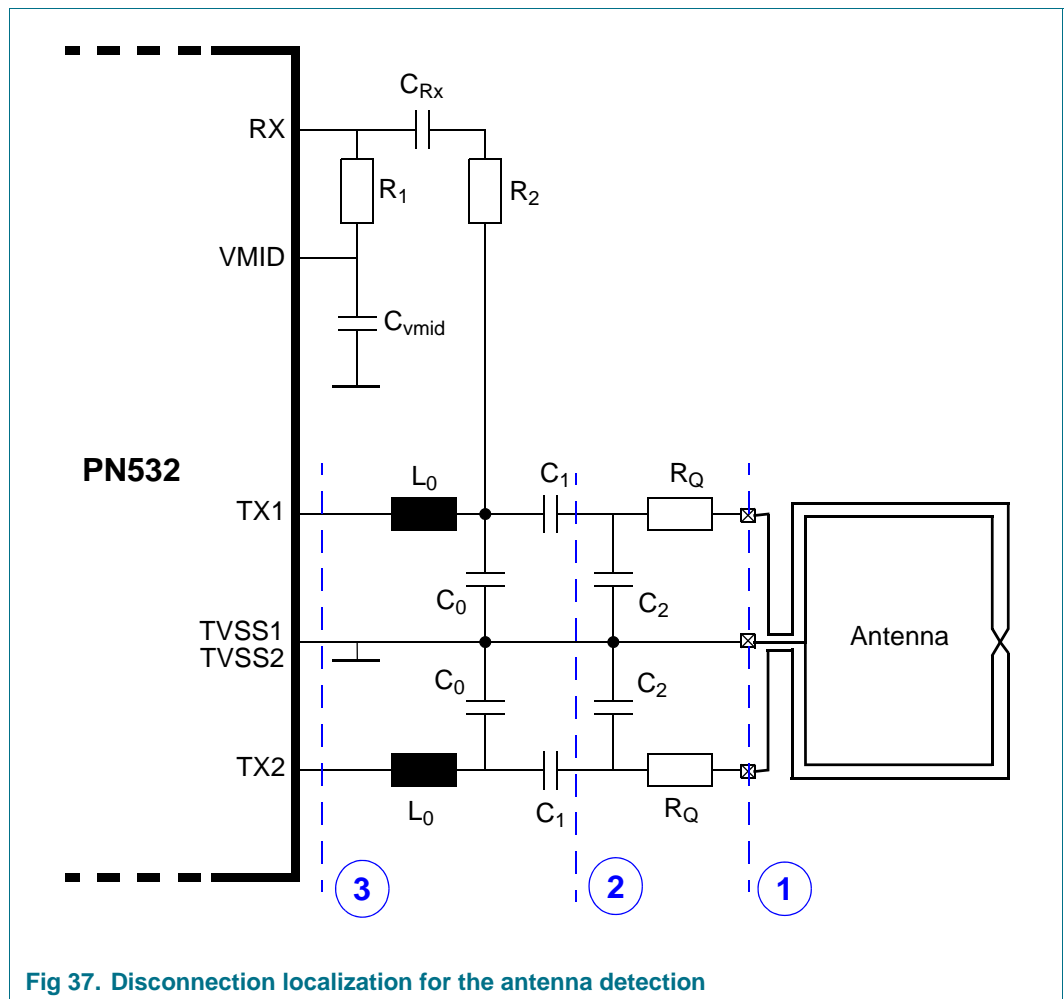 C_Rx
RX
R_1
R_2
VMID
C_vmid
PN532
L_0
C_1
R_Q
TX1
C_0
C_2
TVSS1
TVSS2
Antenna
C_0
C_2
TX2
L_0
C_1
R_Q
3
2
1
Fig 37. Disconnection localization for the antenna detection